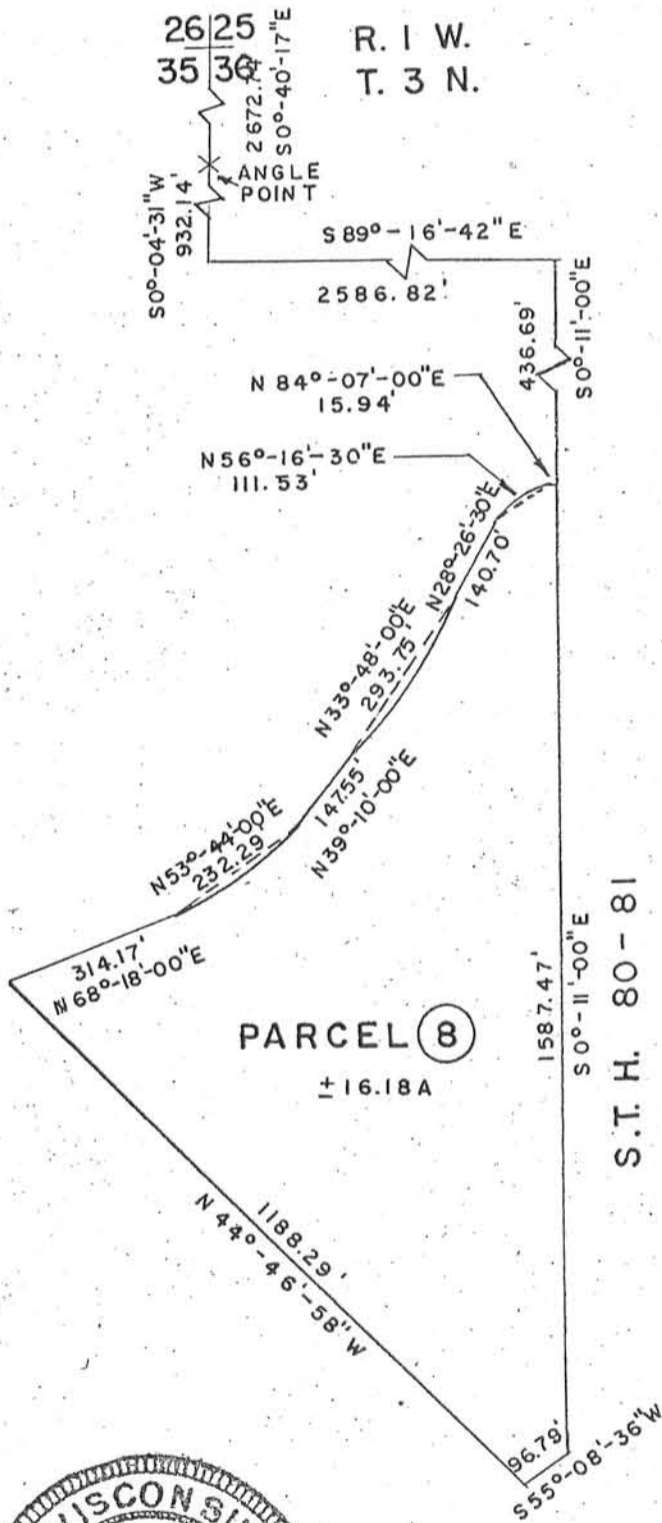 26 25
35 36
R. 1 W.
T. 3 N.
2672.74'
S0°-40'-17"E
ANGLE
POINT
S0°-04'-31"W
932.14'
S 89°-16'-42" E
2586.82'
436.69'
S0°-11'-00"E
N 84°-07'-00"E
15.94'
N56°-16'-30"E
111.53'
N28°-26'-30"E
140.70'
N33°-48'-00"E
293.75'
147.55'
N39°-10'-00"E
N53°-44'-00"E
232.29'
314.17'
N 68°-18'-00"E
PARCEL 8
± 16.18A
1587.47'
S 0°-11'-00"E
S.T. H. 80-81
1188.29'
N 44°-46'-58" W
96.79'
S 55°-08'-36"W
WISCONSIN